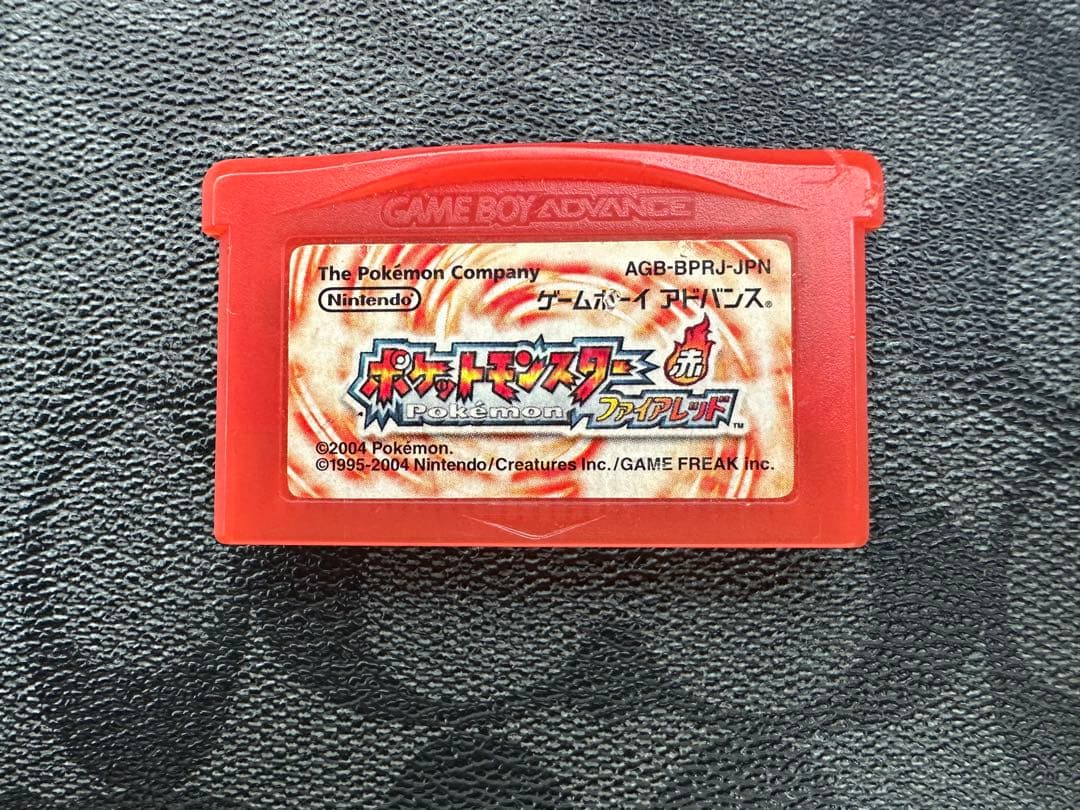 GAME BOY ADVANCE
The Pokémon Company
AGB-BPRJ-JPN
Nintendo®
ゲームボーイ アドバンス®
ポケットモンスター
赤
Pokémon
ファイアレッド™
©2004 Pokémon.
©1995-2004 Nintendo/Creatures Inc./GAME FREAK inc.